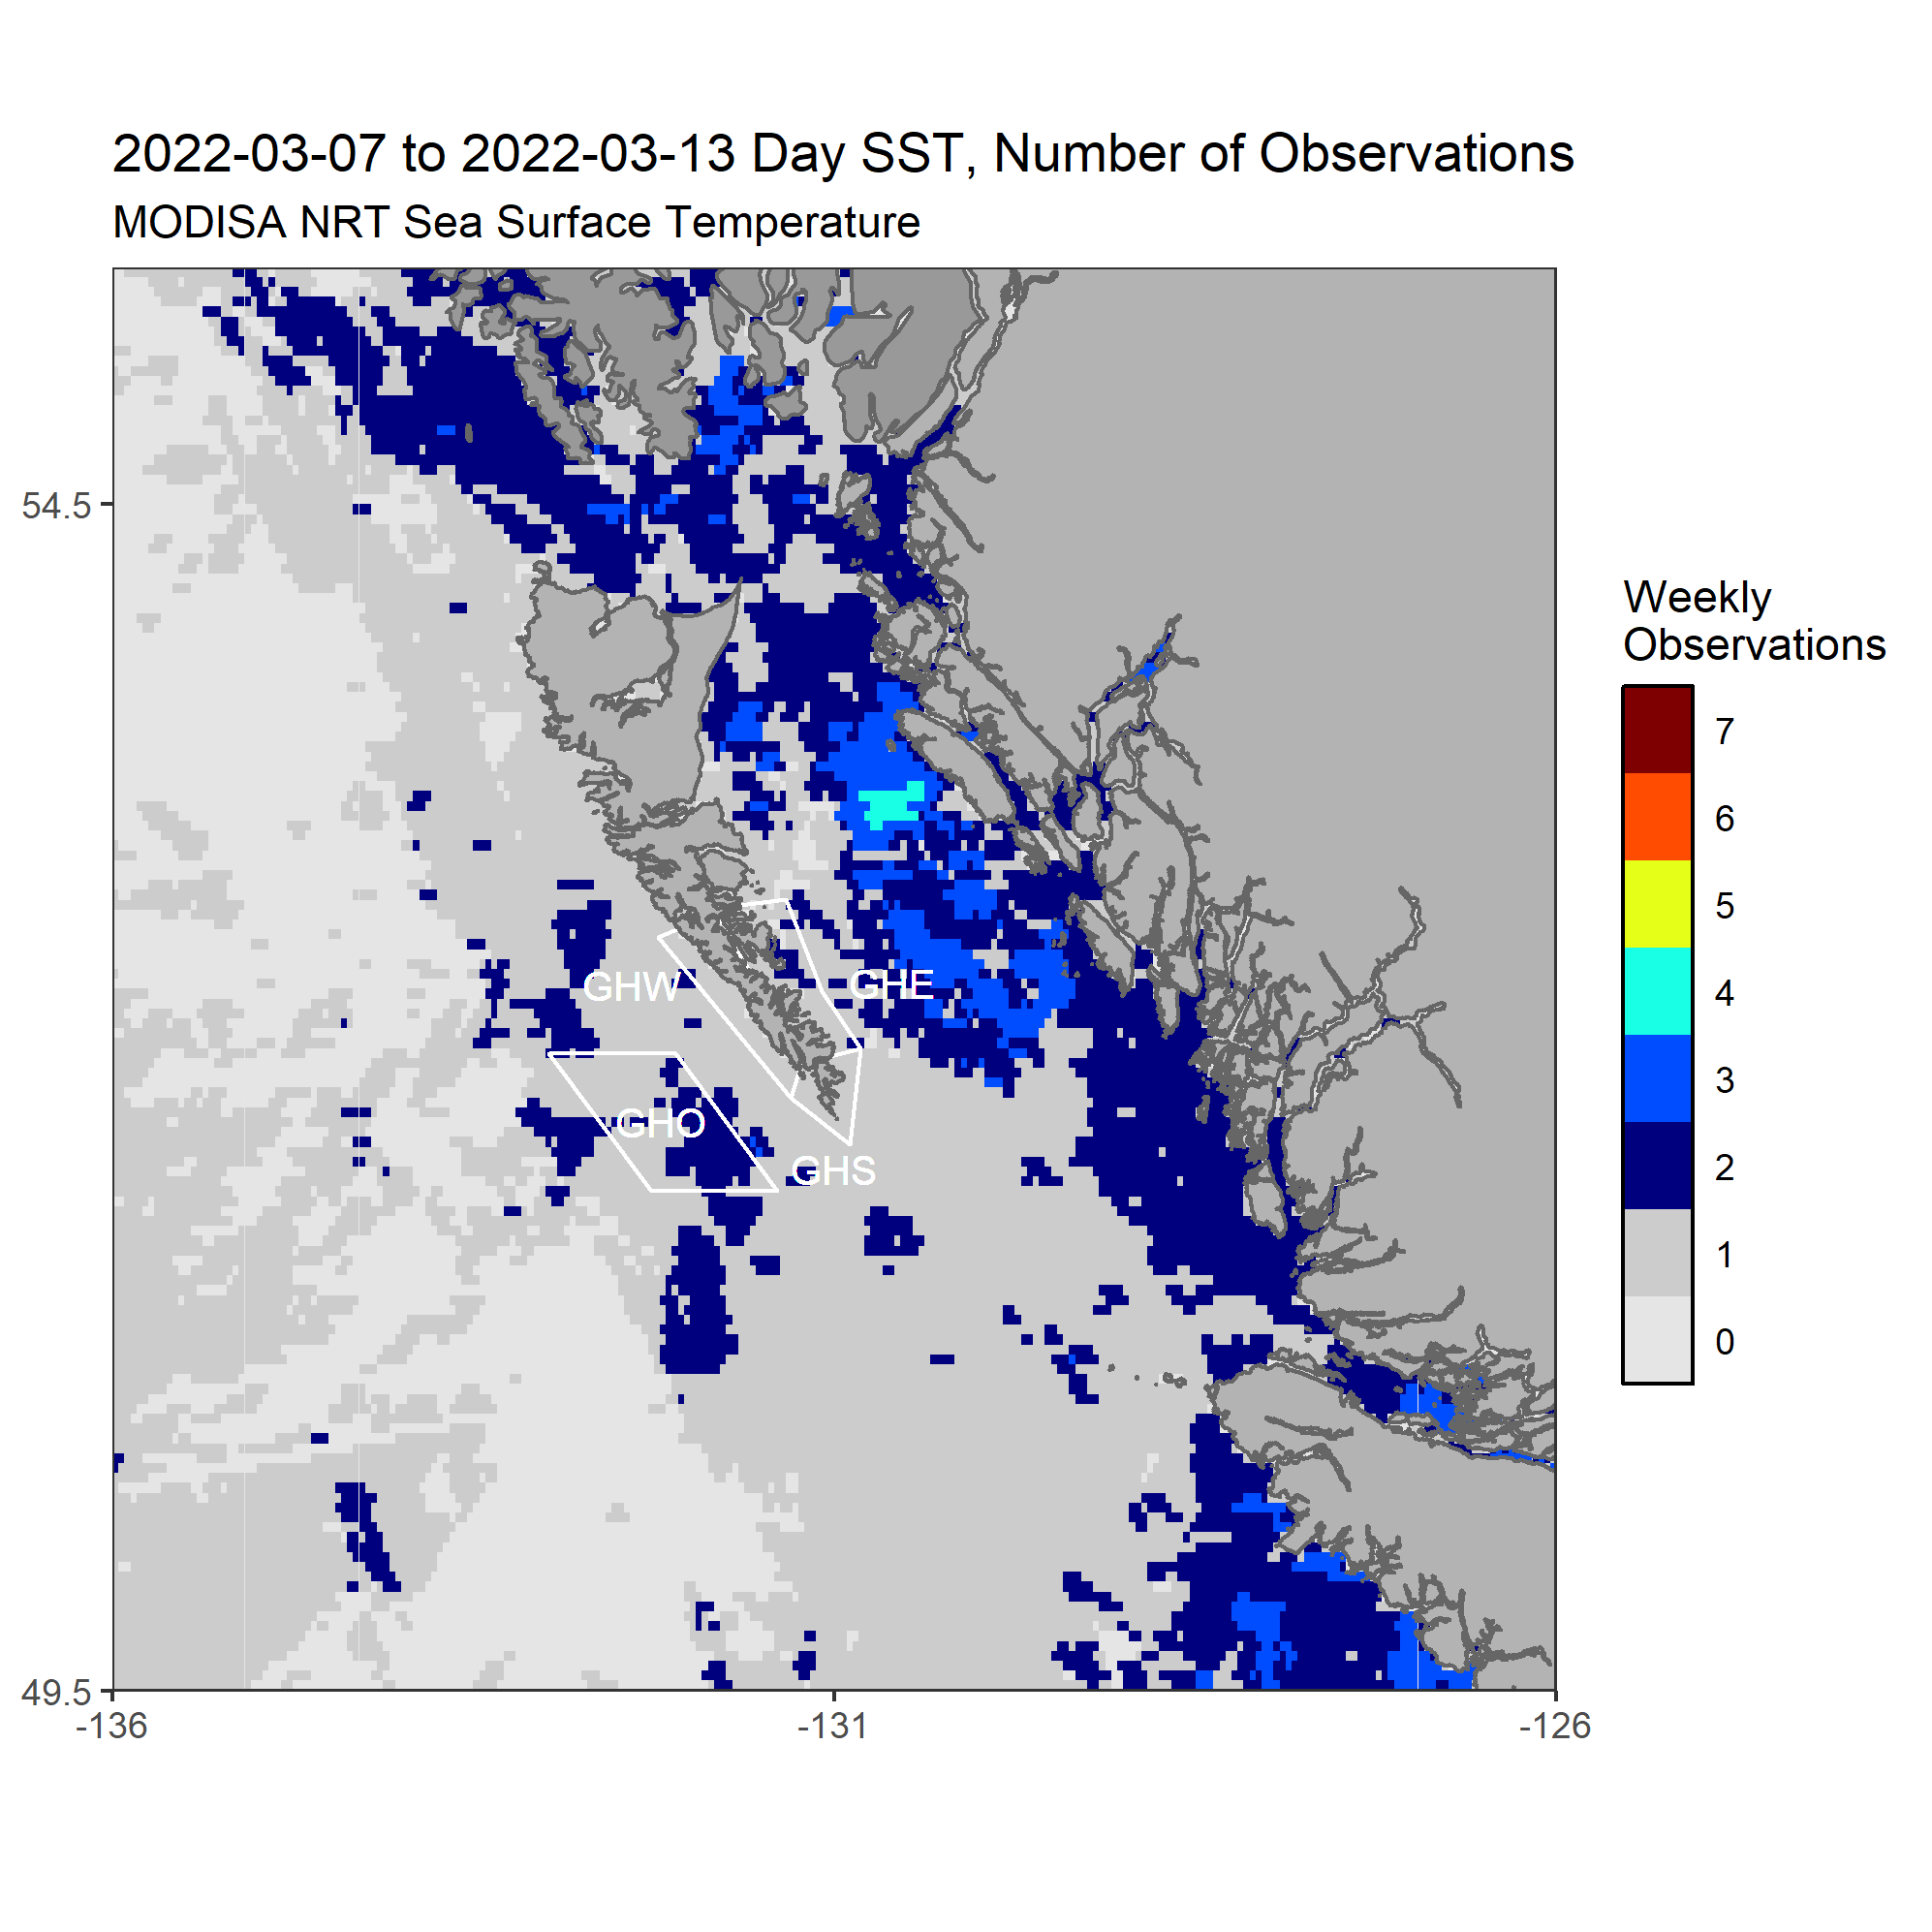 2022-03-07 to 2022-03-13 Day SST, Number of Observations
MODISA NRT Sea Surface Temperature
54.5
49.5
-136
-131
-126
GHW
GHE
GHO
GHS
Weekly
Observations
7
6
5
4
3
2
1
0